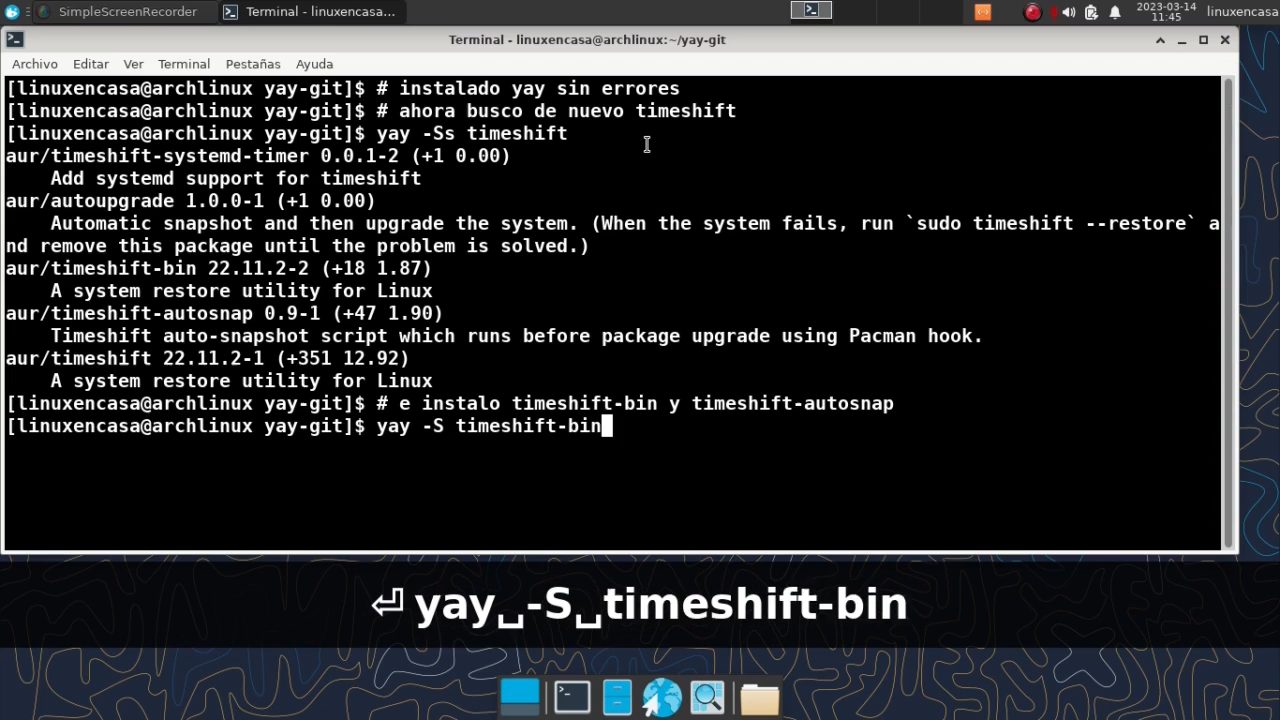 SimpleScreenRecorder
Terminal - linuxencasa...
2023-03-14
11:45
linuxencasa
Terminal - linuxencasa@archlinux:~/yay-git
Archivo Editar Ver Terminal Pestañas Ayuda
[linuxencasa@archlinux yay-git]$ # instalado yay sin errores
[linuxencasa@archlinux yay-git]$ # ahora busco de nuevo timeshift
[linuxencasa@archlinux yay-git]$ yay -Ss timeshift
aur/timeshift-systemd-timer 0.0.1-2 (+1 0.00)
    Add systemd support for timeshift
aur/autoupgrade 1.0.0-1 (+1 0.00)
    Automatic snapshot and then upgrade the system. (When the system fails, run `sudo timeshift --restore` a
nd remove this package until the problem is solved.)
aur/timeshift-bin 22.11.2-2 (+18 1.87)
    A system restore utility for Linux
aur/timeshift-autosnap 0.9-1 (+47 1.90)
    Timeshift auto-snapshot script which runs before package upgrade using Pacman hook.
aur/timeshift 22.11.2-1 (+351 12.92)
    A system restore utility for Linux
[linuxencasa@archlinux yay-git]$ # e instalo timeshift-bin y timeshift-autosnap
[linuxencasa@archlinux yay-git]$ yay -S timeshift-bin
⏎ yay␣-S␣timeshift-bin